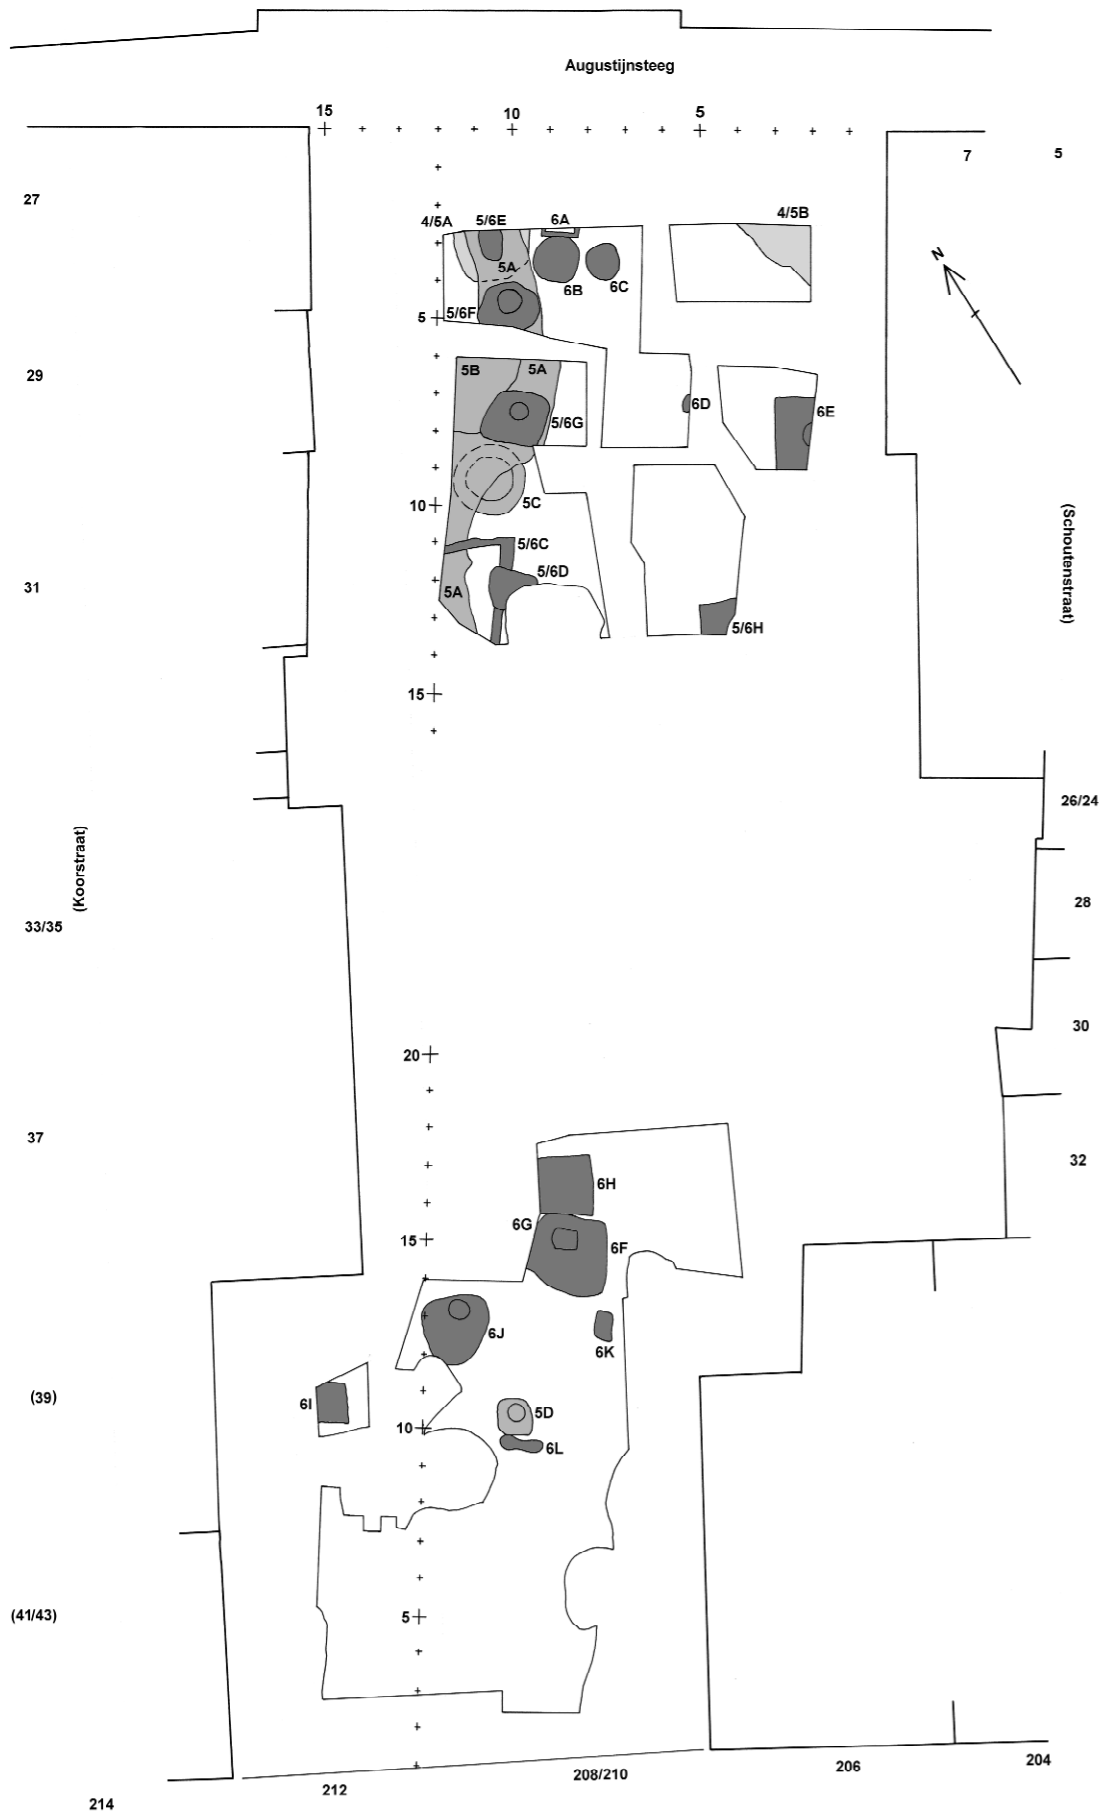 Augustijnsteeg
15
10
5
7
5
27
4/5A
5/6E
6A
4/5B
5A
6B
6C
N
5/6F
5
29
5B
5A
6D
6E
5/6G
5C
10
(Schoutenstraat)
5/6C
5/6D
31
5A
5/6H
15
26/24
(Koorstraat)
28
33/35
30
20
37
32
6H
6G
15
6F
6J
6K
(39)
6I
5D
10
6L
(41/43)
5
204
206
208/210
212
214